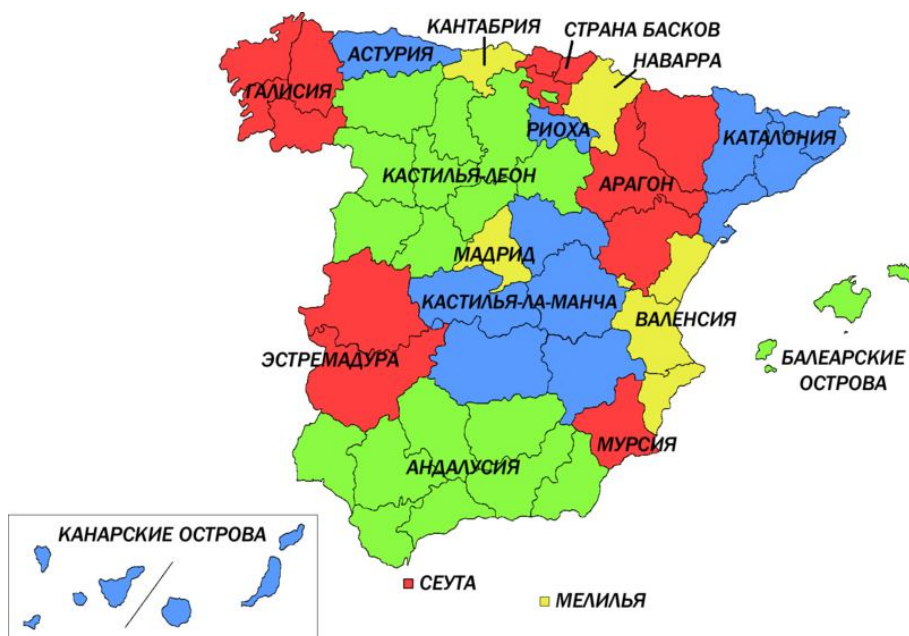 КАНТАБРИЯ
СТРАНА БАСКОВ
АСТУРИЯ
НАВАРРА
ГАЛИСИЯ
РИОХА
КАТАЛОНИЯ
КАСТИЛЬЯ-ЛЕОН
АРАГОН
МАДРИД
КАСТИЛЬЯ-ЛА-МАНЧА
ВАЛЕНСИЯ
ЭСТРЕМАДУРА
БАЛЕАРСКИЕ
ОСТРОВА
МУРСИЯ
АНДАЛУСИЯ
КАНАРСКИЕ ОСТРОВА
СЕУТА
МЕЛИЛЬЯ